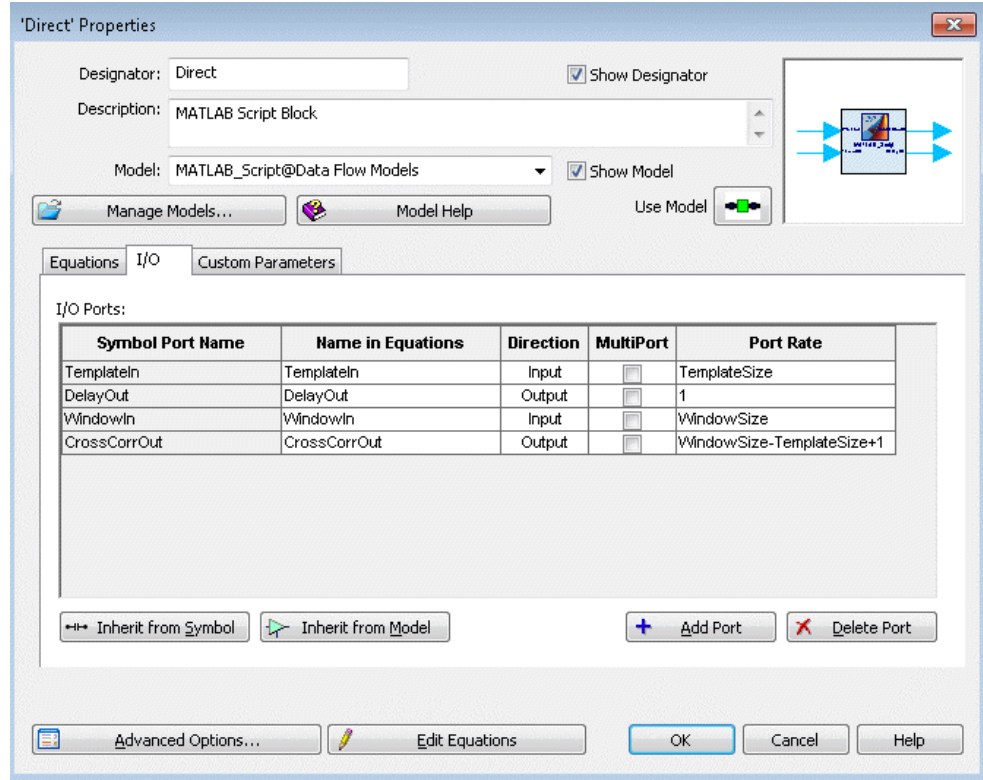 'Direct' Properties
Designator: Direct
Show Designator
Description: MATLAB Script Block
Model: MATLAB_Script@Data Flow Models
Show Model
Manage Models...
Model Help
Use Model
Equations I/O Custom Parameters
I/O Ports:
Symbol Port Name Name in Equations Direction MultiPort Port Rate
TemplateIn TemplateIn Input TemplateSize
DelayOut DelayOut Output 1
WindowIn WindowIn Input WindowSize
CrossCorrOut CrossCorrOut Output WindowSize-TemplateSize+1
Inherit from Symbol Inherit from Model Add Port Delete Port
Advanced Options... Edit Equations OK Cancel Help